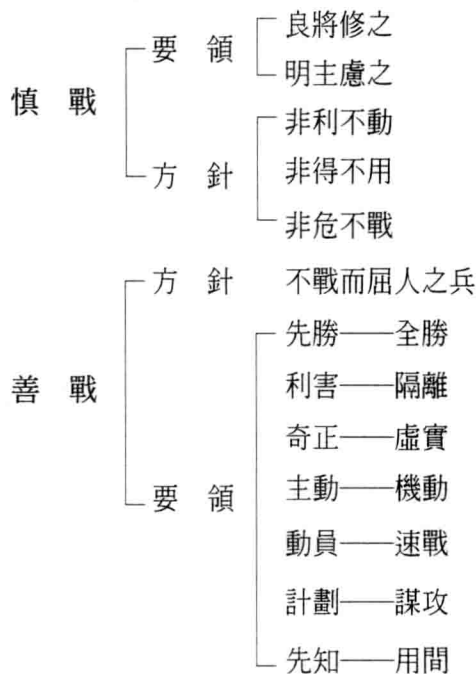 良將修之
要領
明主慮之
慎戰
非利不動
方針
非得不用
非危不戰
方針 不戰而屈人之兵
先勝——全勝
善戰
利害——隔離
奇正——虛實
要領
主動——機動
動員——速戰
計劃——謀攻
先知——用間